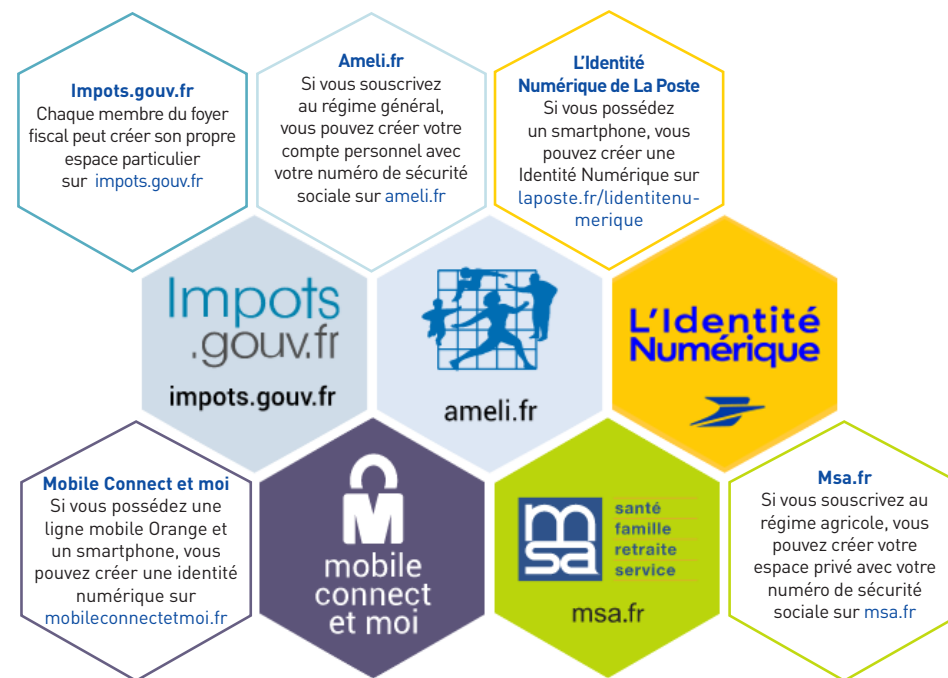 Impots.gouv.fr
Chaque membre du foyer
fiscal peut créer son propre
espace particulier
sur impots.gouv.fr
Ameli.fr
Si vous souscrivez
au régime général,
vous pouvez créer votre
compte personnel avec
votre numéro de sécurité
sociale sur ameli.fr
L'Identité
Numérique de La Poste
Si vous possédez
un smartphone, vous
pouvez créer une
Identité Numérique sur
laposte.fr/lidentitenu-
merique
Impots
.gouv.fr
impots.gouv.fr
ameli.fr
L'Identité
Numérique
Mobile Connect et moi
Si vous possédez une
ligne mobile Orange et
un smartphone, vous
pouvez créer une identité
numérique sur
mobileconnectetmoi.fr
M
mobile
connect
et moi
msa
santé
famille
retraite
service
msa.fr
Msa.fr
Si vous souscrivez au
régime agricole, vous
pouvez créer votre
espace privé avec votre
numéro de sécurité
sociale sur msa.fr